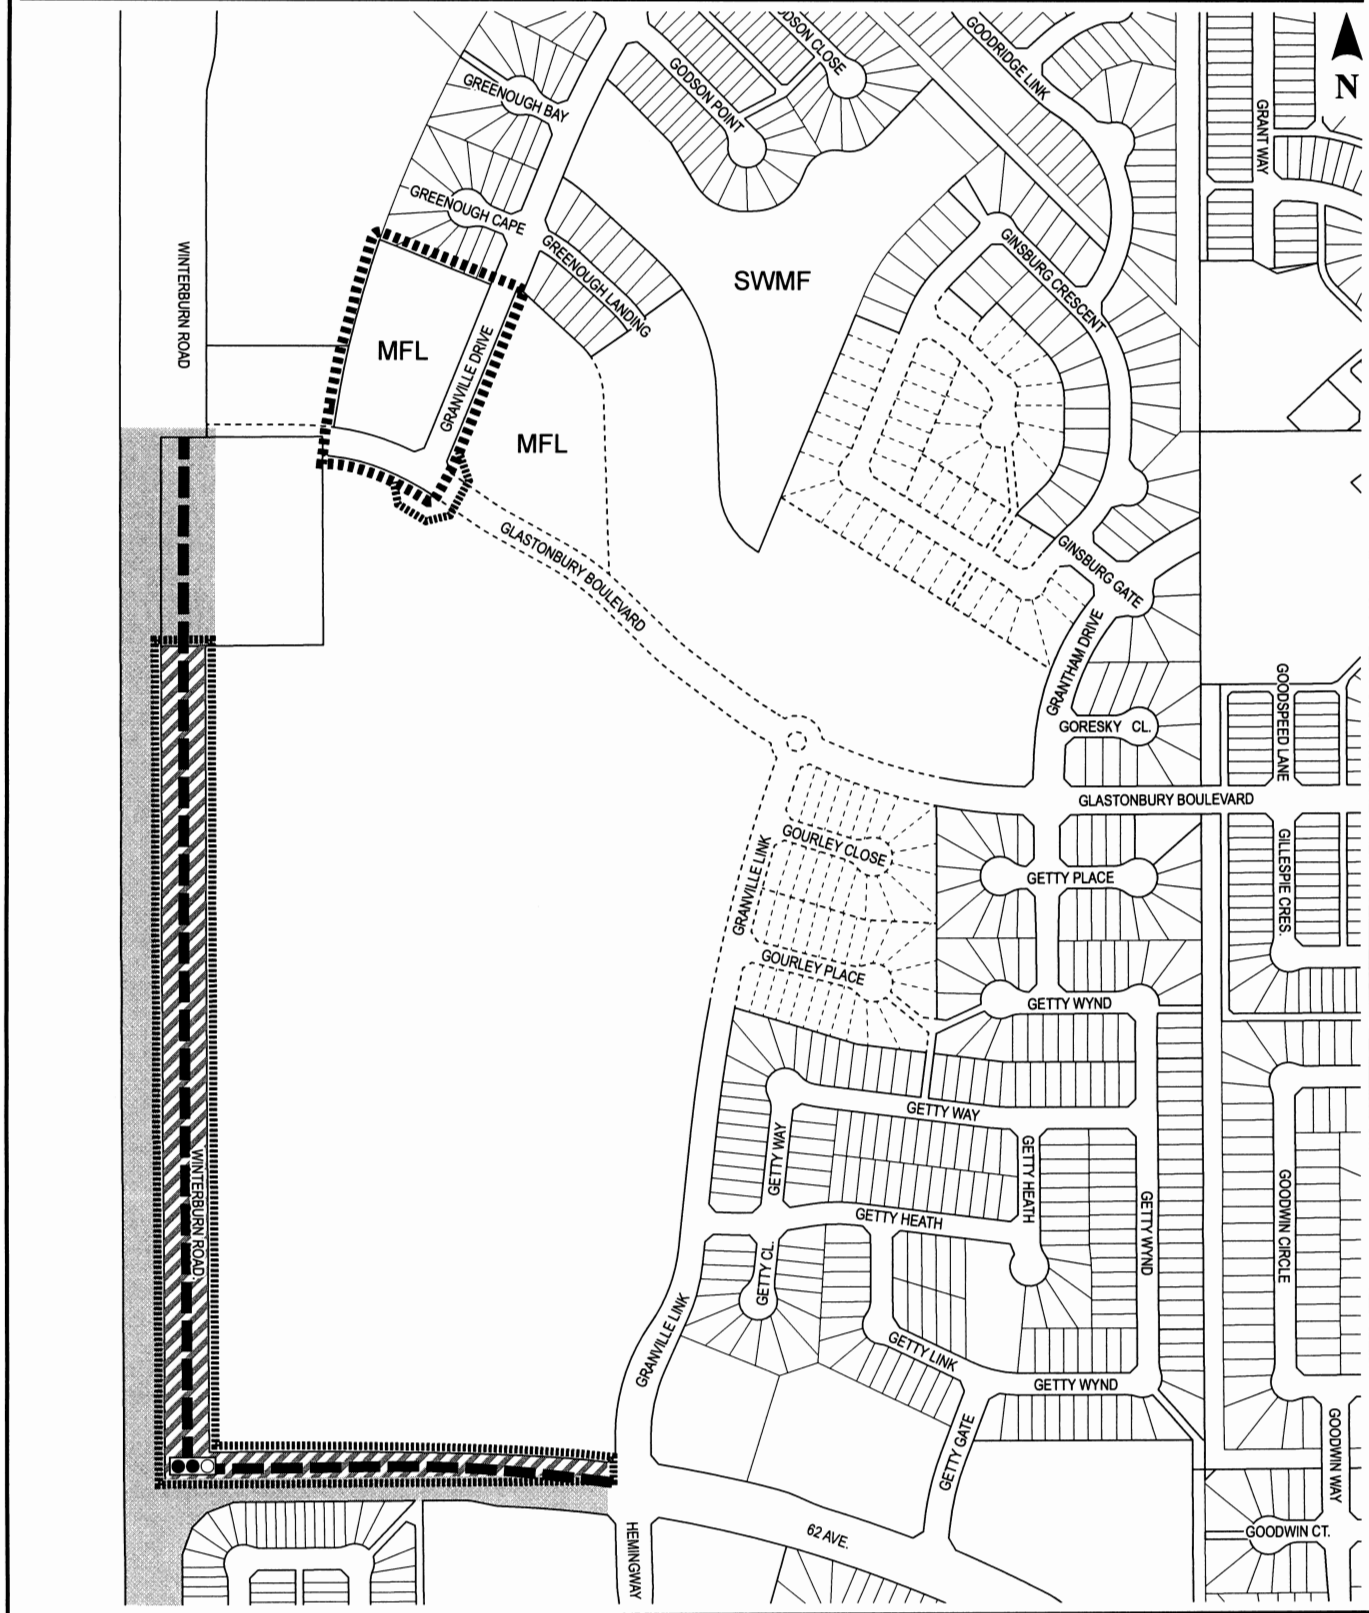 GODSON CLOSE
GOODRIDGE LINK
N
GREENOUGH BAY
GODSON POINT
GRANT WAY
GREENOUGH CAPE
GREENOUGH LANDING
GINSBURG CRESCENT
WINTERBURN ROAD
SWMF
MFL
GRANVILLE DRIVE
MFL
GLASTONBURY BOULEVARD
GINSBURG GATE
GRANTHAM DRIVE
GORESKY CL.
GOODSPEED LANE
GLASTONBURY BOULEVARD
GOURLEY CLOSE
GRANVILLE LINK
GETTY PLACE
GILLESPIE CRES.
GOURLEY PLACE
GETTY WYND
GETTY WAY
GETTY WAY
GETTY HEATH
WINTERBURN ROAD
GETTY HEATH
GETTY WYND
GOODWIN CIRCLE
GETTY CL.
GRANVILLE LINK
GETTY LINK
GETTY WYND
GETTY GATE
GOODWIN WAY
HEMINGWAY
62 AVE.
GOODWIN CT.